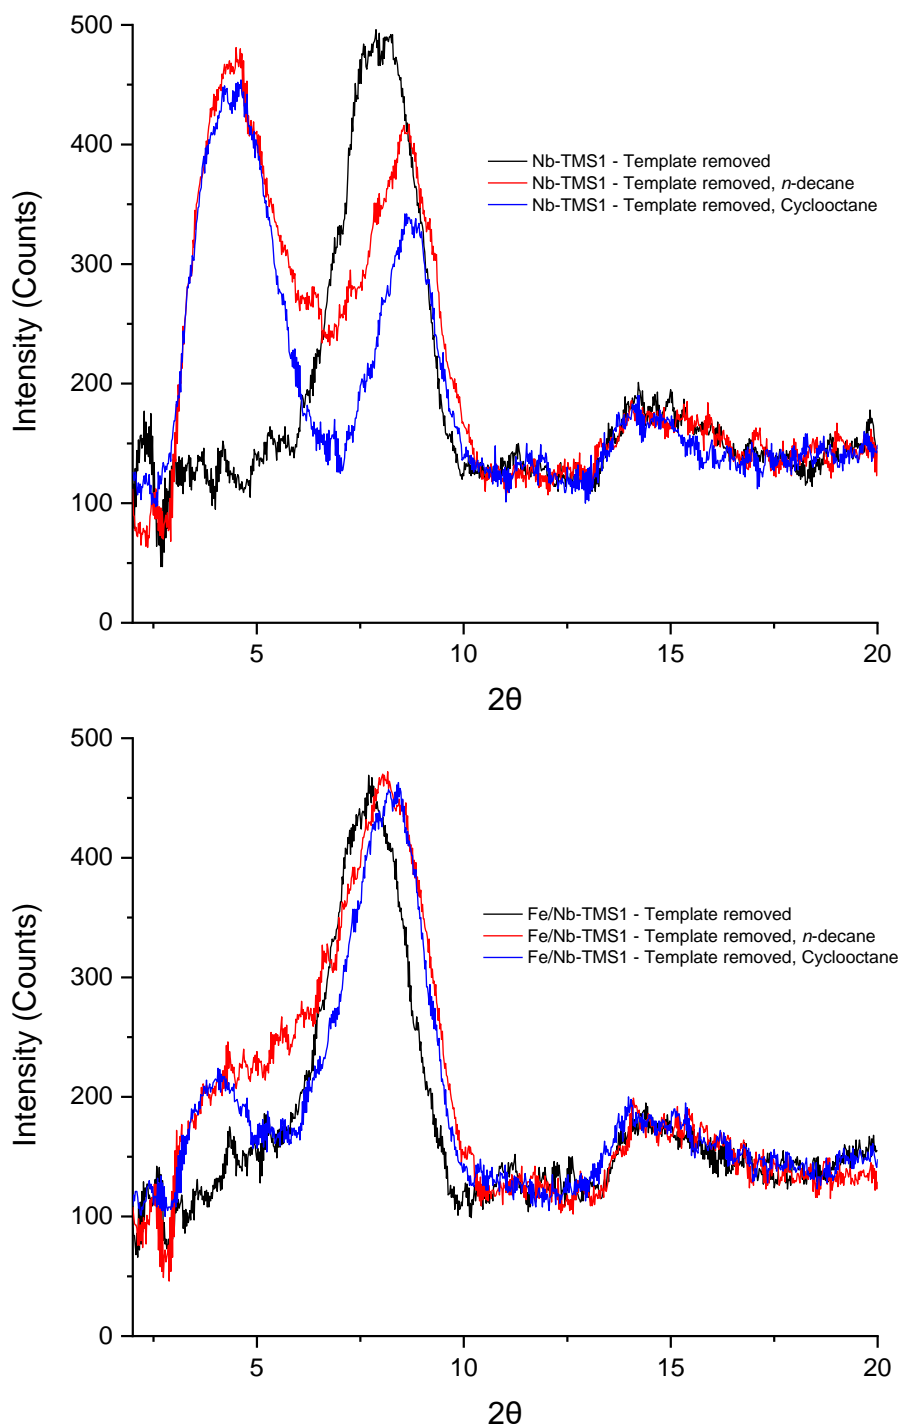 500
400
300
200
100
0
Intensity (Counts)
Nb-TMS1 - Template removed
Nb-TMS1 - Template removed, n-decane
Nb-TMS1 - Template removed, Cyclooctane
5 10 15 20
2θ
500
400
300
200
100
0
Intensity (Counts)
Fe/Nb-TMS1 - Template removed
Fe/Nb-TMS1 - Template removed, n-decane
Fe/Nb-TMS1 - Template removed, Cyclooctane
5 10 15 20
2θ